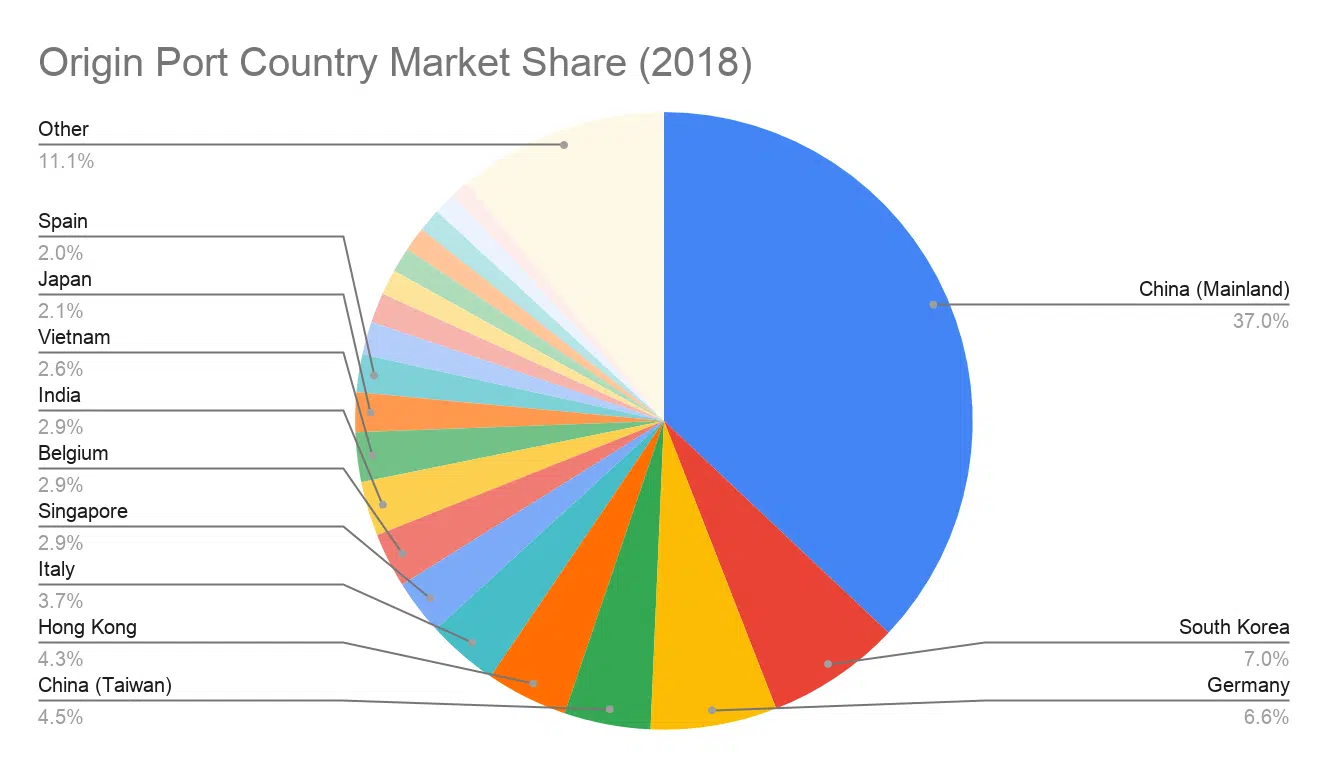 Origin Port Country Market Share (2018)
Other
11.1%
Spain
2.0%
Japan
2.1%
Vietnam
2.6%
India
2.9%
Belgium
2.9%
Singapore
2.9%
Italy
3.7%
Hong Kong
4.3%
China (Taiwan)
4.5%
China (Mainland)
37.0%
South Korea
7.0%
Germany
6.6%